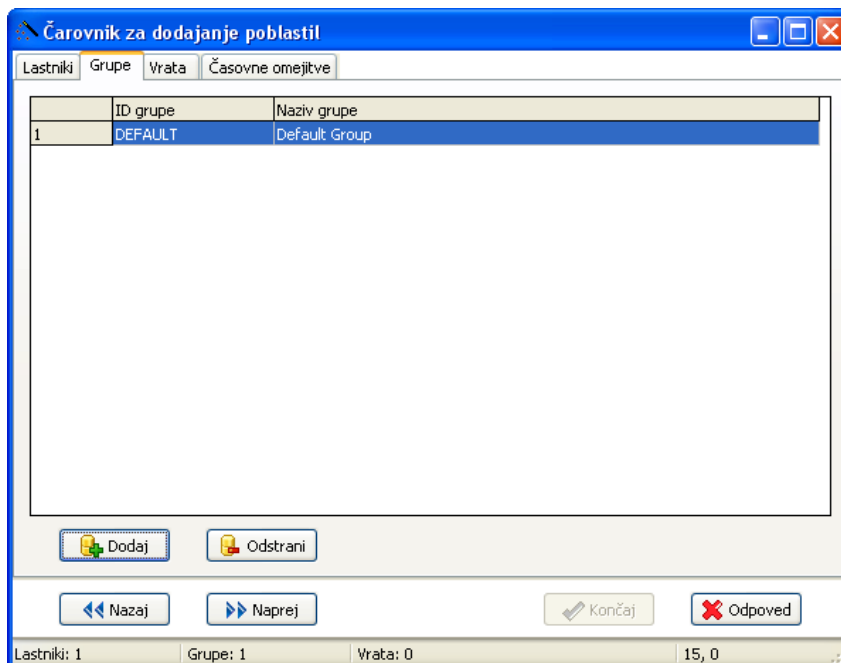 Čarovnik za dodajanje poblastil
Lastniki Grupe Vrata Časovne omejitve
ID grupe Naziv grupe
1 DEFAULT Default Group
Dodaj Odstrani
Nazaj Naprej Končaj Odpoved
Lastniki: 1 Grupe: 1 Vrata: 0 15, 0